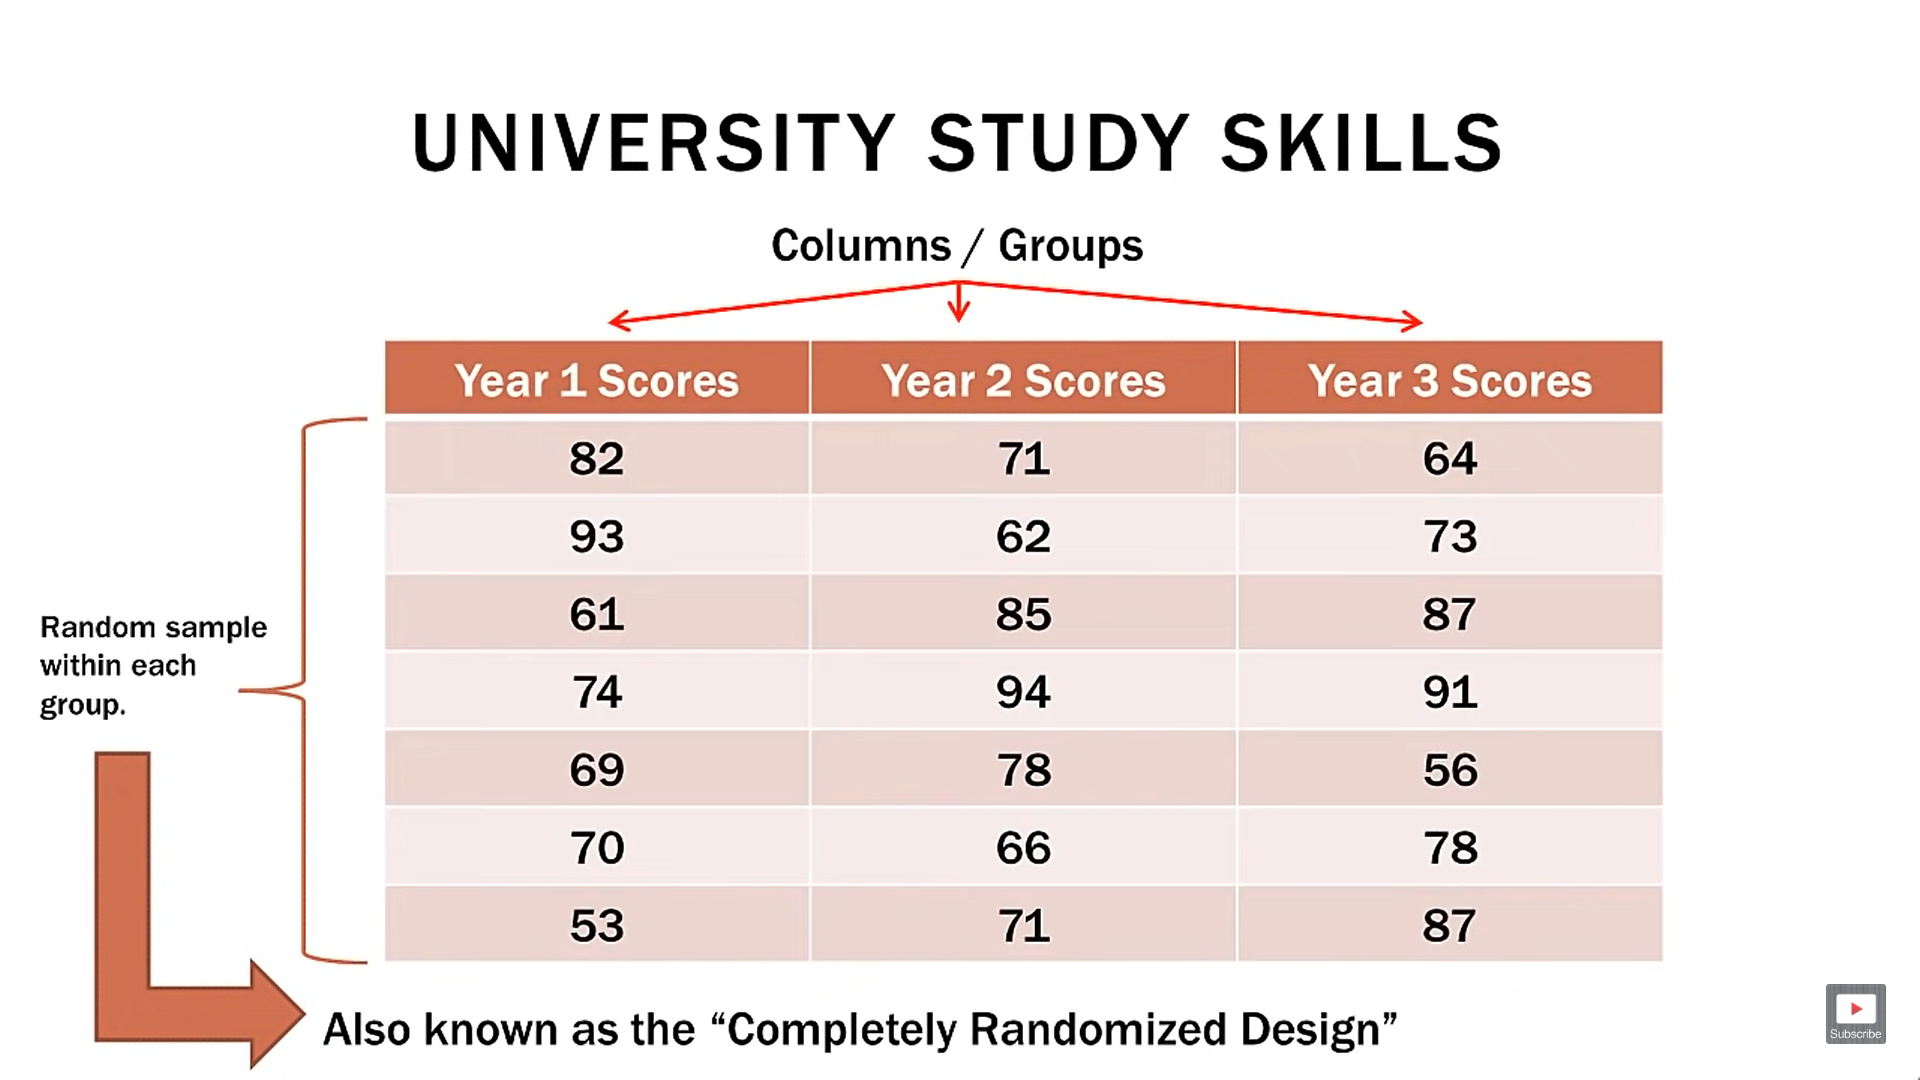 UNIVERSITY STUDY SKILLS
Columns / Groups
Year 1 Scores Year 2 Scores Year 3 Scores
82 71 64
93 62 73
61 85 87
74 94 91
69 78 56
70 66 78
53 71 87
Random sample
within each
group.
Also known as the “Completely Randomized Design”
Subscribe